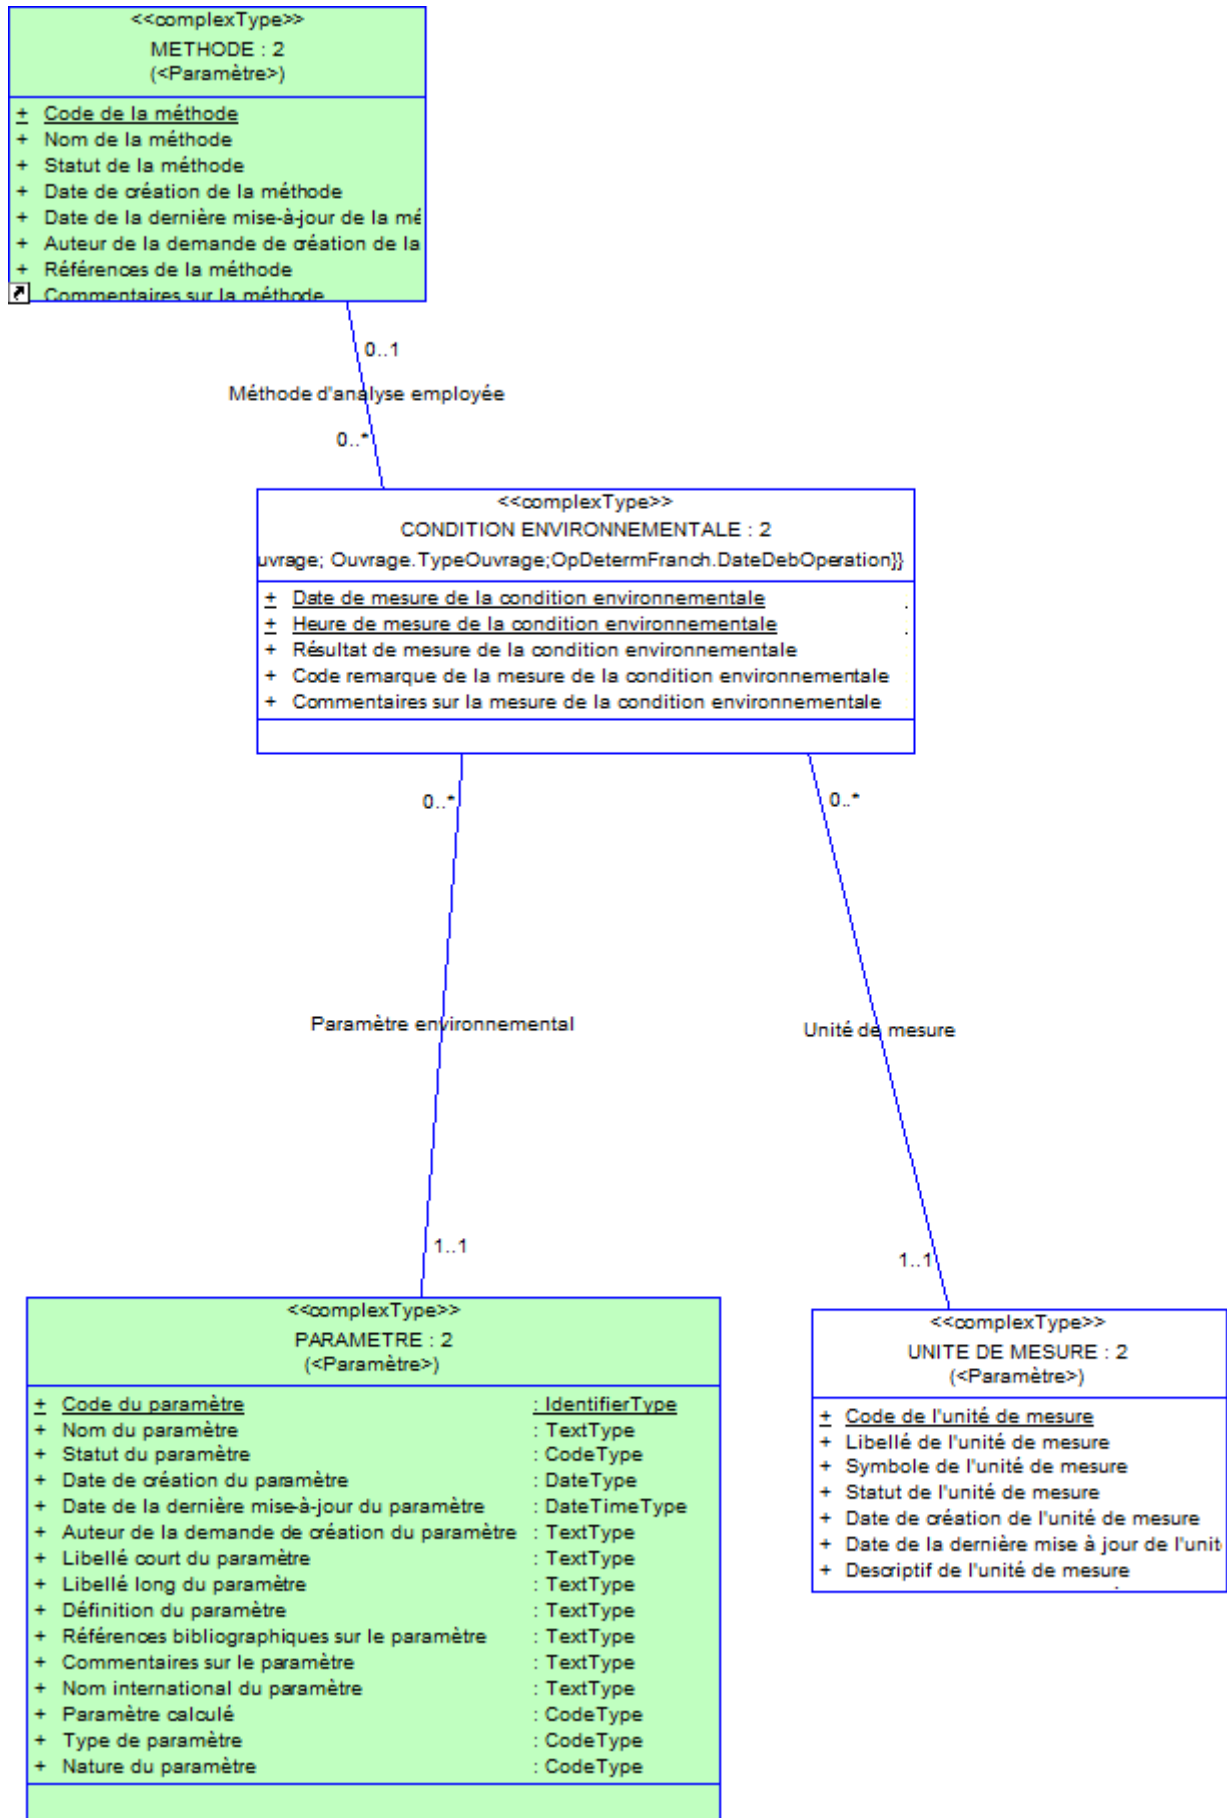 <<complexType>>
METHODE : 2
(<Paramètre>)
+ Code de la méthode
+ Nom de la méthode
+ Statut de la méthode
+ Date de création de la méthode
+ Date de la dernière mise-à-jour de la mé
+ Auteur de la demande de création de la
+ Références de la méthode
Commentaires sur la méthode
0..1
Méthode d'analyse employée
0..*
<<complexType>>
CONDITION ENVIRONNEMENTALE : 2
uvrage; Ouvrage.TypeOuvrage;OpDetermFranch.DateDebOperation}}
+ Date de mesure de la condition environnementale
+ Heure de mesure de la condition environnementale
+ Résultat de mesure de la condition environnementale
+ Code remarque de la mesure de la condition environnementale
+ Commentaires sur la mesure de la condition environnementale
0..*
0..*
Paramètre environnemental
Unité de mesure
1..1
1..1
<<complexType>>
PARAMETRE : 2
(<Paramètre>)
+ Code du paramètre : IdentifierType
+ Nom du paramètre : TextType
+ Statut du paramètre : CodeType
+ Date de création du paramètre : DateType
+ Date de la dernière mise-à-jour du paramètre : DateTimeType
+ Auteur de la demande de création du paramètre : TextType
+ Libellé court du paramètre : TextType
+ Libellé long du paramètre : TextType
+ Définition du paramètre : TextType
+ Références bibliographiques sur le paramètre : TextType
+ Commentaires sur le paramètre : TextType
+ Nom international du paramètre : TextType
+ Paramètre calculé : CodeType
+ Type de paramètre : CodeType
+ Nature du paramètre : CodeType
<<complexType>>
UNITE DE MESURE : 2
(<Paramètre>)
+ Code de l'unité de mesure
+ Libellé de l'unité de mesure
+ Symbole de l'unité de mesure
+ Statut de l'unité de mesure
+ Date de création de l'unité de mesure
+ Date de la dernière mise à jour de l'unit
+ Descriptif de l'unité de mesure